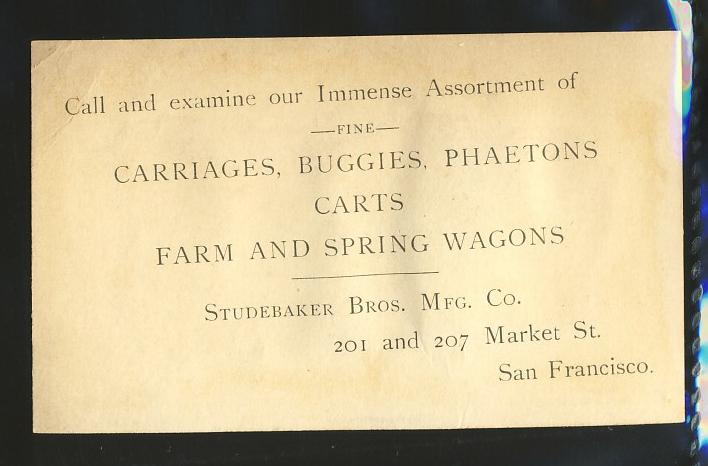 Call and examine our Immense Assortment of
—FINE—
CARRIAGES, BUGGIES, PHAETONS
CARTS
FARM AND SPRING WAGONS
STUDEBAKER BROS. MFG. CO.
201 and 207 Market St.
San Francisco.